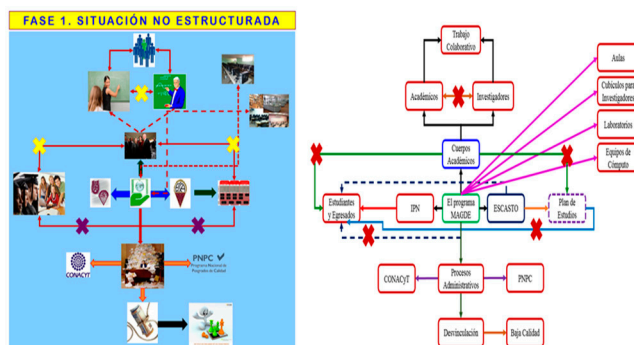 FASE 1. SITUACIÓN NO ESTRUCTURADA
CONACYT
PNPC
Programa Nacional de
Posgrados de Calidad
Trabajo
Colaborativo
Académicos
Investigadores
Cuerpos
Académicos
Aulas
Cubículos para
Investigadores
Laboratorios
Equipos de
Cómputo
Estudiantes
y Egresados
IPN
El programa
MAGDE
ESCASTO
Plan de
Estudios
CONACyT
Procesos
Administrativos
PNPC
Desvinculación
Baja Calidad